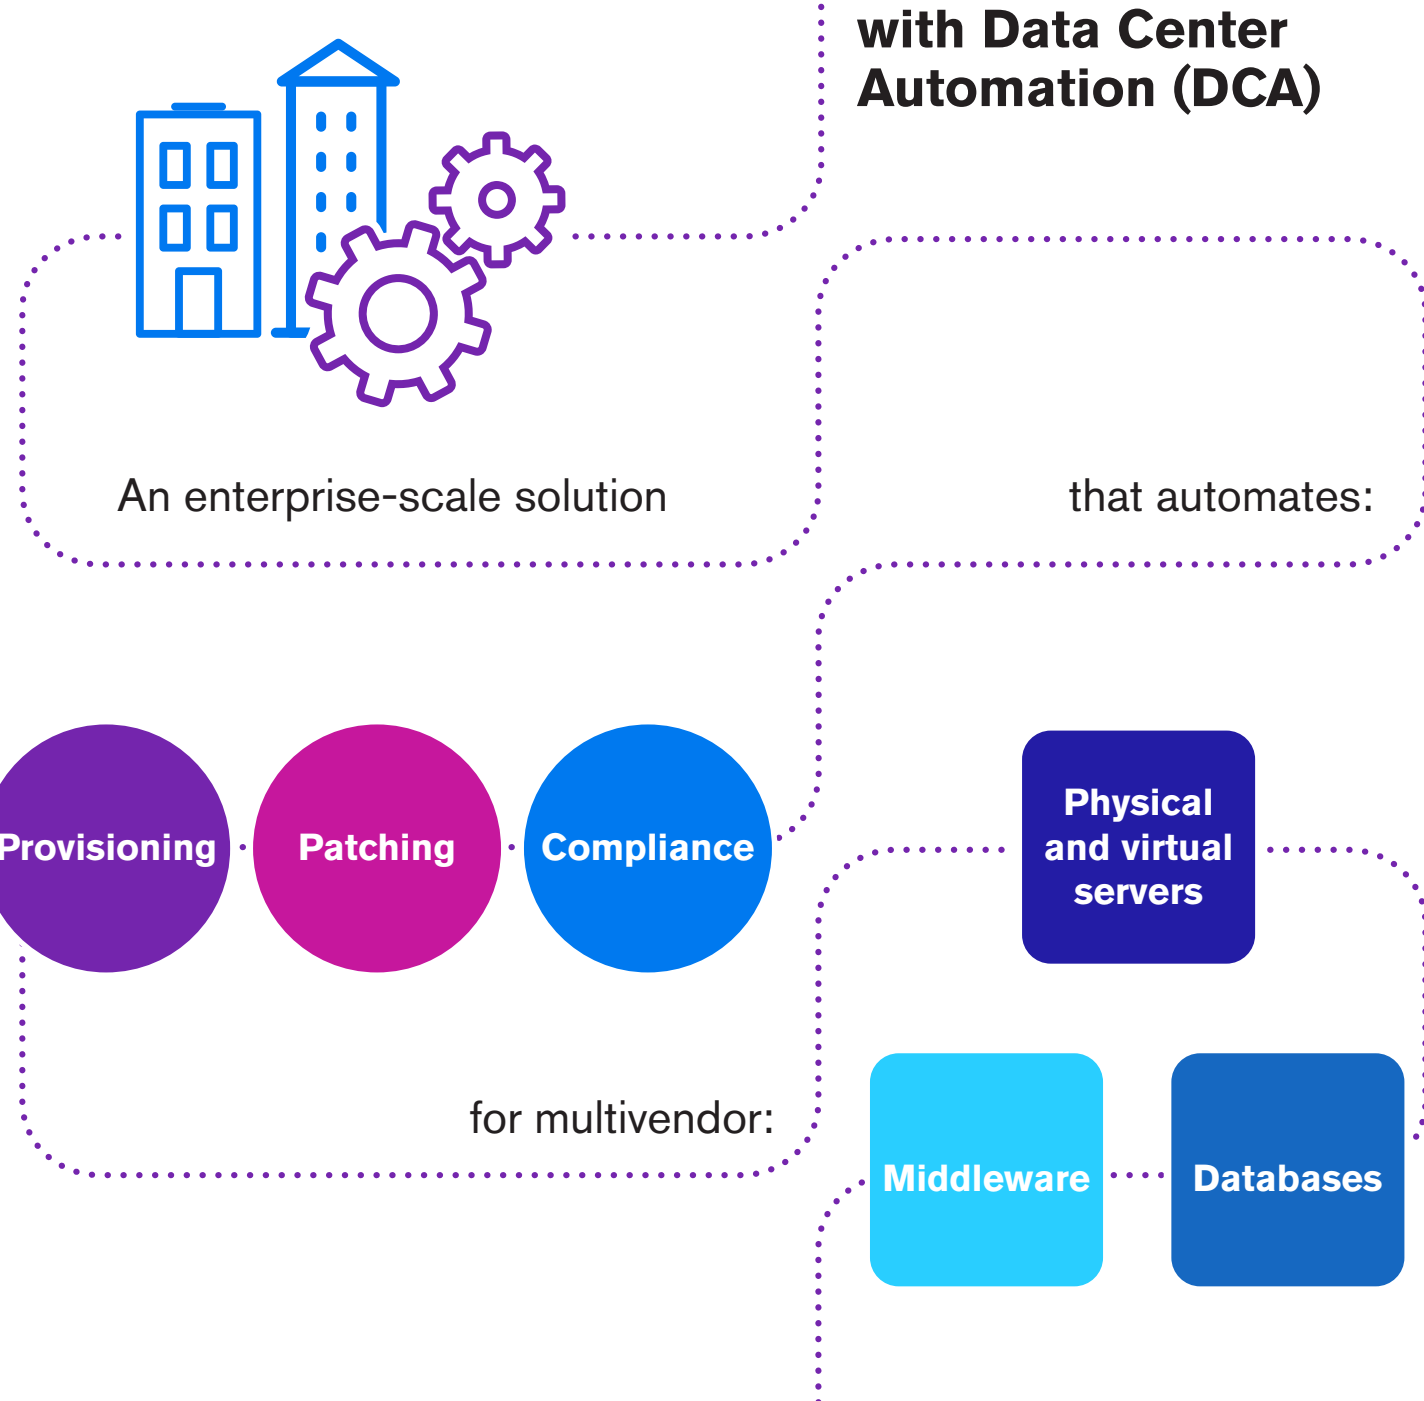 with Data Center
Automation (DCA)
An enterprise-scale solution
that automates:
Provisioning
Patching
Compliance
Physical
and virtual
servers
for multivendor:
Middleware
Databases